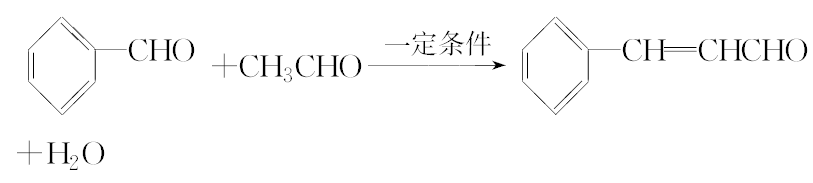 CHO +CH₃CHO 一定条件 CH=CHCHO
+H₂O